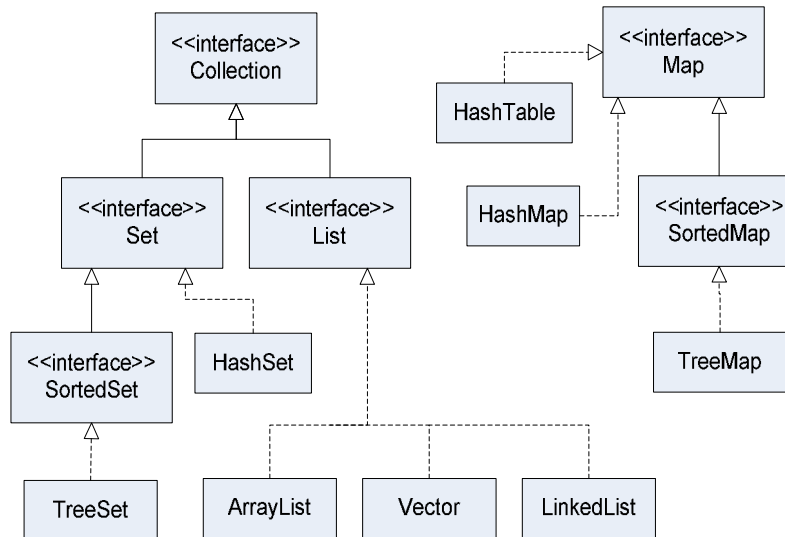 <<interface>>
Collection
<<interface>>
Map
HashTable
<<interface>>
Set
<<interface>>
List
HashMap
<<interface>>
SortedMap
<<interface>>
SortedSet
HashSet
TreeMap
TreeSet
ArrayList
Vector
LinkedList